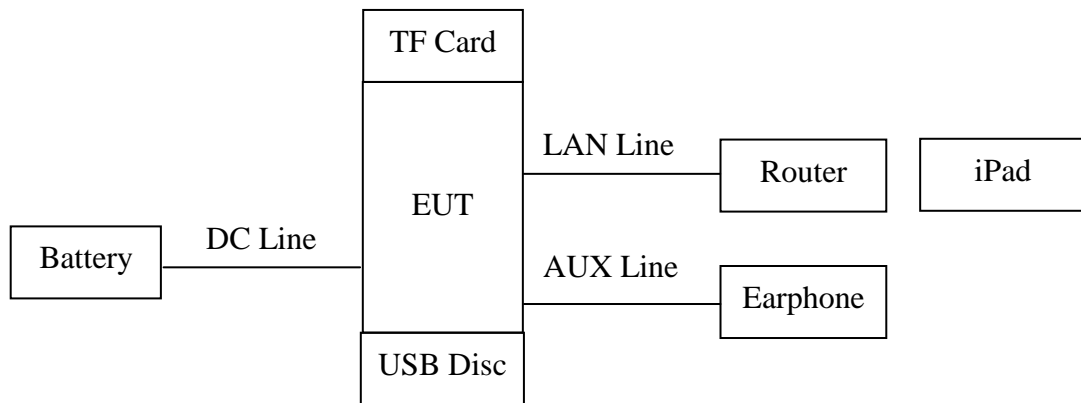 TF Card
LAN Line
Router
iPad
EUT
DC Line
Battery
AUX Line
Earphone
USB Disc